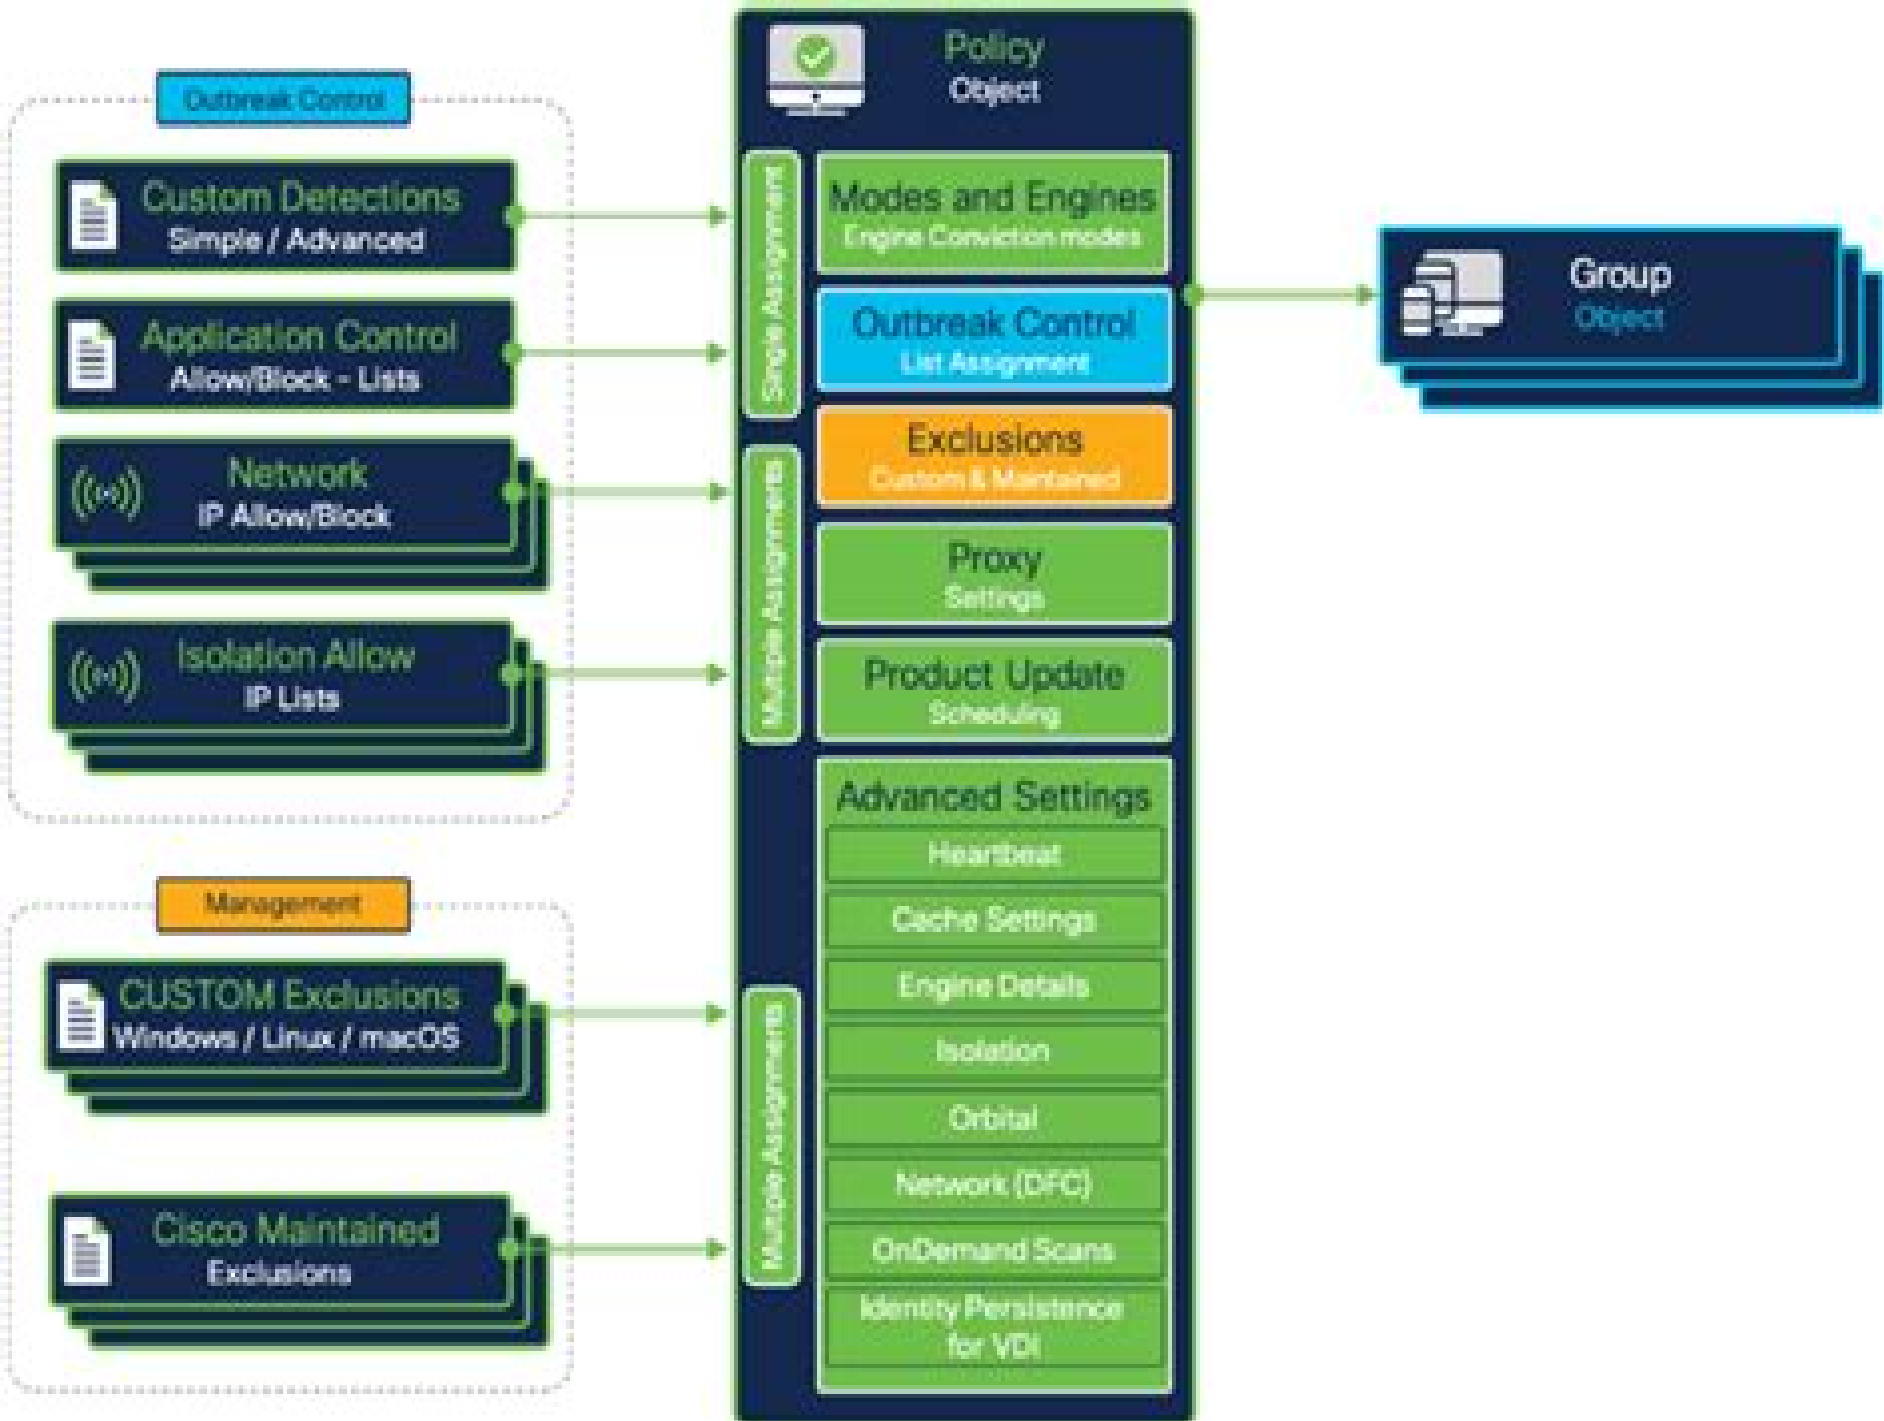 Outbreak Control
Custom Detections
Simple / Advanced
Application Control
Allow/Block - Lists
Network
IP Allow/Block
Isolation Allow
IP Lists
Management
CUSTOM Exclusions
Windows / Linux / macOS
Cisco Maintained
Exclusions
Policy
Object
Single Assignment
Multiple Assignments
Multiple Assignments
Modes and Engines
Engine Conviction modes
Outbreak Control
List Assignment
Exclusions
Custom & Maintained
Proxy
Settings
Product Update
Scheduling
Advanced Settings
Heartbeat
Cache Settings
Engine Details
Isolation
Orbital
Network (DFC)
OnDemand Scans
Identity Persistence
for VDI
Group
Object